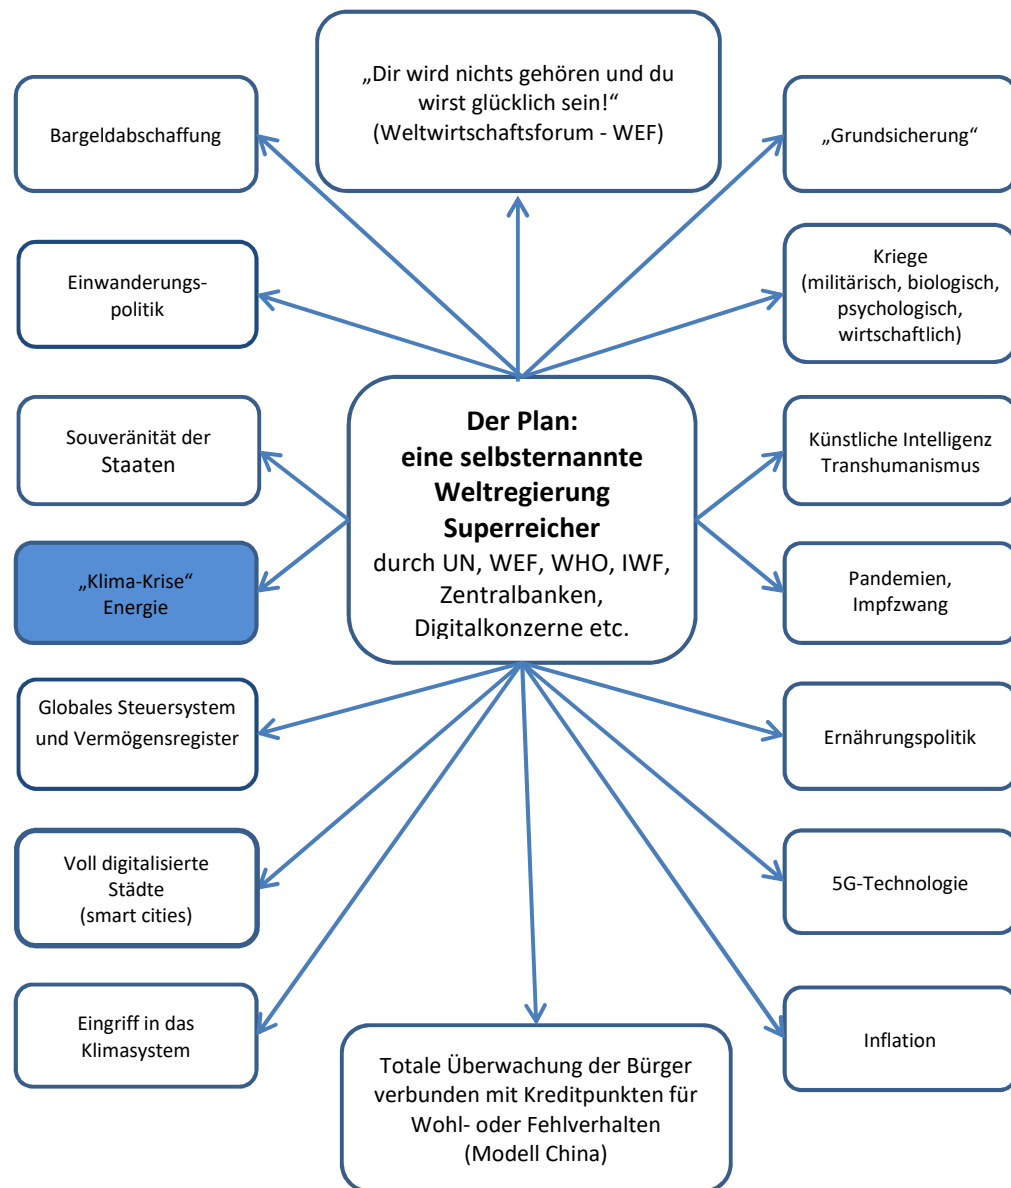 „Dir wird nichts gehören und du
wirst glücklich sein!“
(Weltwirtschaftsforum - WEF)
Bargeldabschaffung
„Grundsicherung“
Einwanderungs-
politik
Kriege
(militärisch, biologisch,
psychologisch,
wirtschaftlich)
Souveränität der
Staaten
Der Plan:
eine selbsternannte
Weltregierung
Superreicher
durch UN, WEF, WHO, IWF,
Zentralbanken,
Digitalkonzerne etc.
Künstliche Intelligenz
Transhumanismus
„Klima-Krise“
Energie
Pandemien,
Impfzwang
Globales Steuersystem
und Vermögensregister
Ernährungspolitik
Voll digitalisierte
Städte
(smart cities)
5G-Technologie
Eingriff in das
Klimasystem
Inflation
Totale Überwachung der Bürger
verbunden mit Kreditpunkten für
Wohl- oder Fehlverhalten
(Modell China)